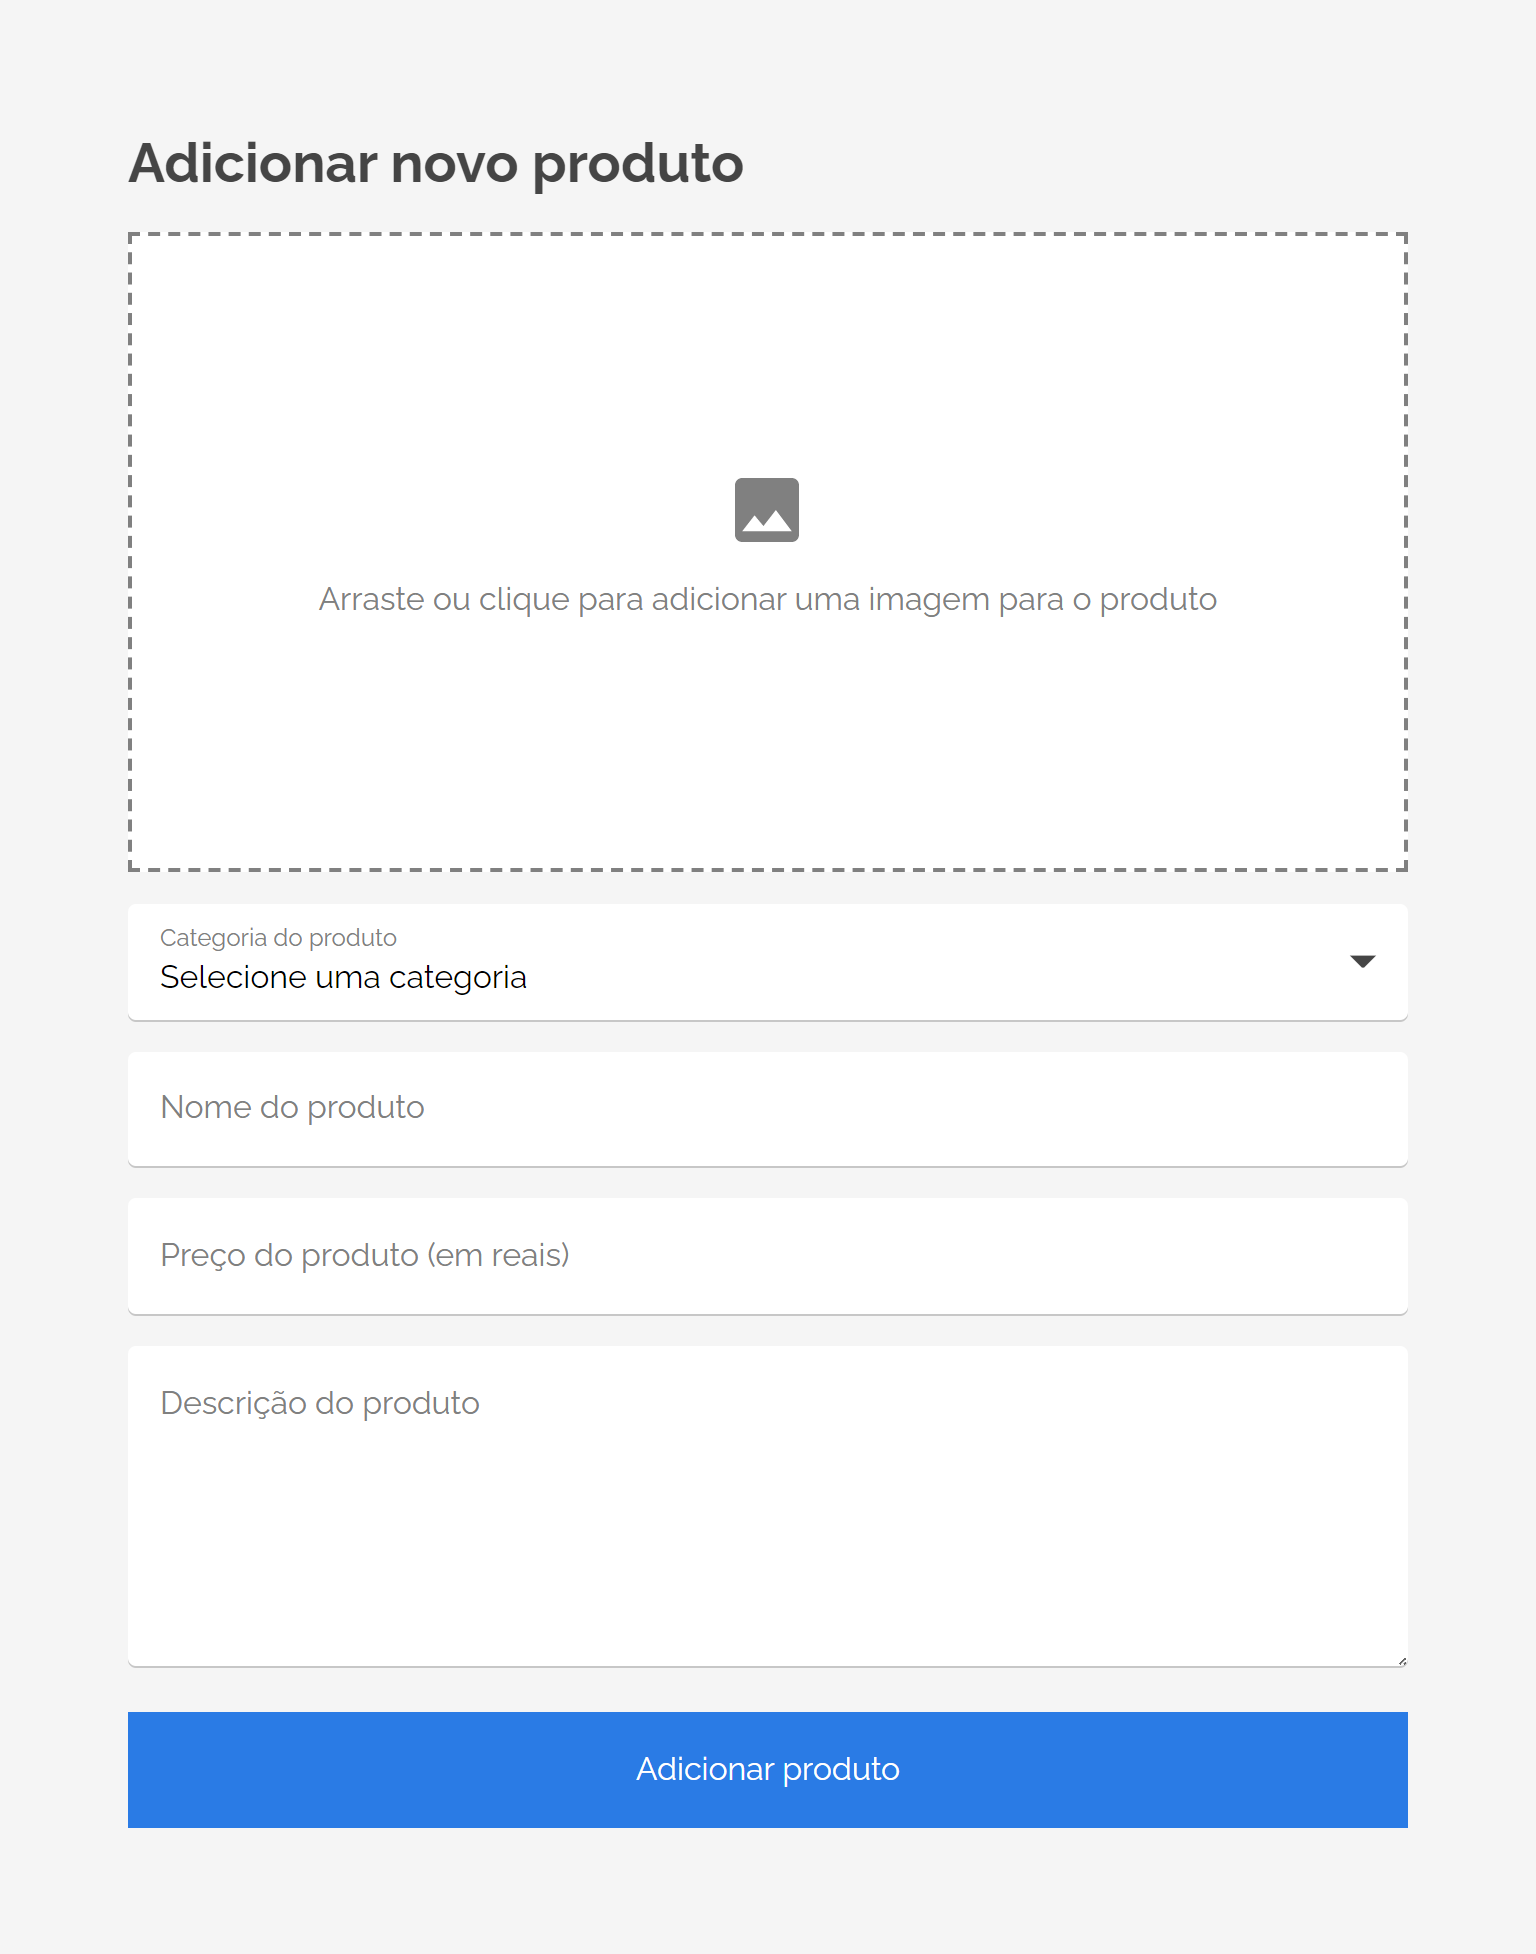 Adicionar novo produto
Arraste ou clique para adicionar uma imagem para o produto
Categoria do produto
Selecione uma categoria
Nome do produto
Preço do produto (em reais)
Descrição do produto
Adicionar produto